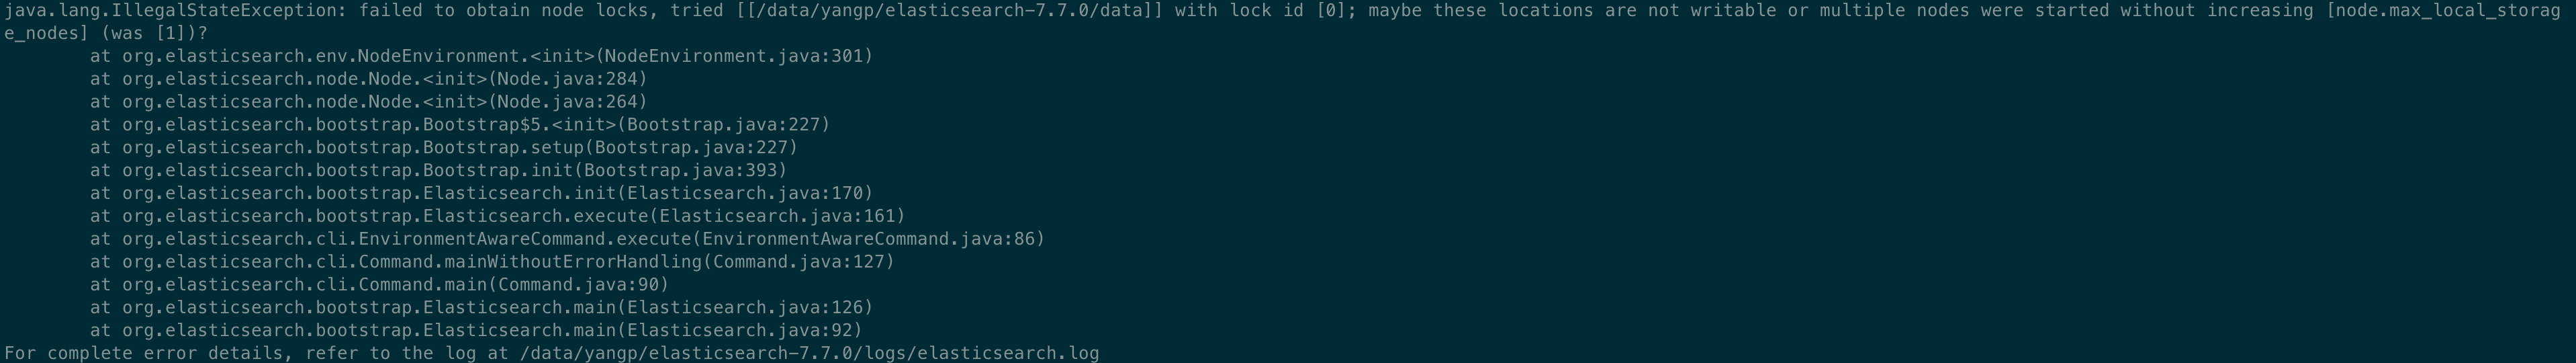 java.lang.IllegalStateException: failed to obtain node locks, tried [[/data/yangp/elasticsearch-7.7.0/data]] with lock id [0]; maybe these locations are not writable or multiple nodes were started without increasing [node.max_local_storag
e_nodes] (was [1])?
        at org.elasticsearch.env.NodeEnvironment.<init>(NodeEnvironment.java:301)
        at org.elasticsearch.node.Node.<init>(Node.java:284)
        at org.elasticsearch.node.Node.<init>(Node.java:264)
        at org.elasticsearch.bootstrap.Bootstrap$5.<init>(Bootstrap.java:227)
        at org.elasticsearch.bootstrap.Bootstrap.setup(Bootstrap.java:227)
        at org.elasticsearch.bootstrap.Bootstrap.init(Bootstrap.java:393)
        at org.elasticsearch.bootstrap.Elasticsearch.init(Elasticsearch.java:170)
        at org.elasticsearch.bootstrap.Elasticsearch.execute(Elasticsearch.java:161)
        at org.elasticsearch.cli.EnvironmentAwareCommand.execute(EnvironmentAwareCommand.java:86)
        at org.elasticsearch.cli.Command.mainWithoutErrorHandling(Command.java:127)
        at org.elasticsearch.cli.Command.main(Command.java:90)
        at org.elasticsearch.bootstrap.Elasticsearch.main(Elasticsearch.java:126)
        at org.elasticsearch.bootstrap.Elasticsearch.main(Elasticsearch.java:92)
For complete error details, refer to the log at /data/yangp/elasticsearch-7.7.0/logs/elasticsearch.log